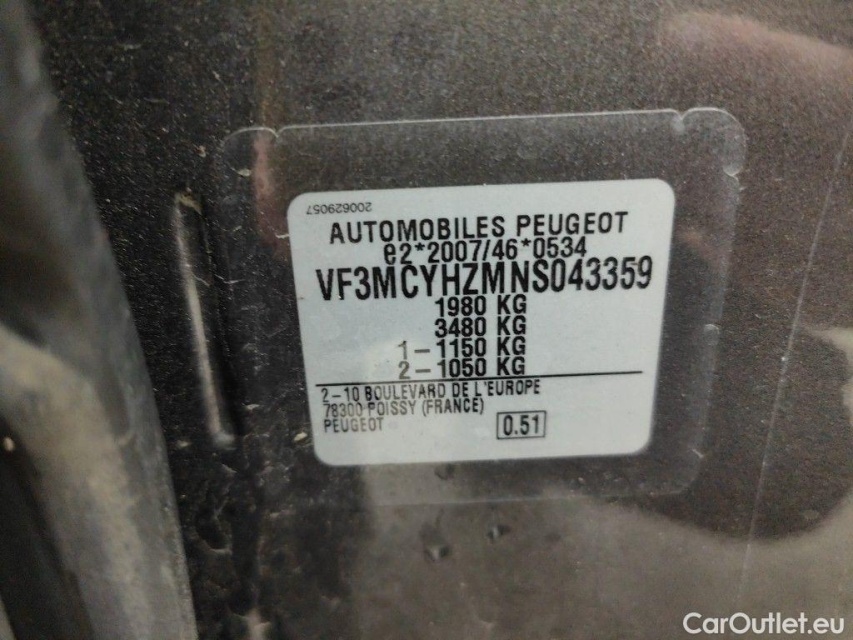 200629057
AUTOMOBILES PEUGEOT
e2*2007/46*0534
VF3MCYHZMNS043359
1980 KG
3480 KG
1-1150 KG
2-1050 KG
2-10 BOULEVARD DE L'EUROPE
78300 POISSY (FRANCE)
PEUGEOT
0.51
CarOutlet.eu